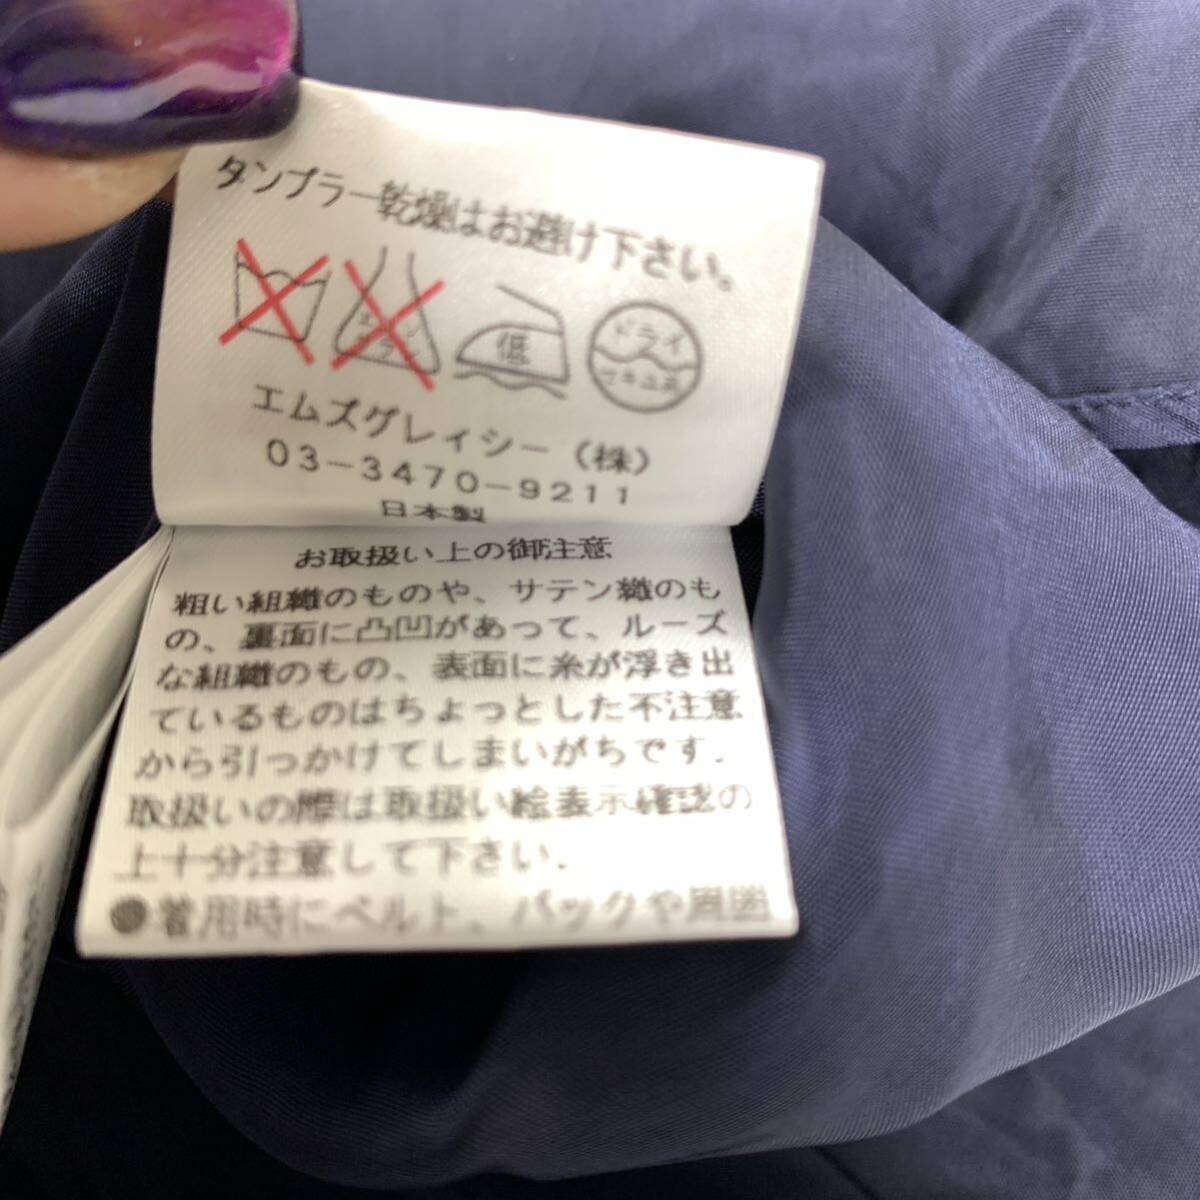 タンブラー乾燥はお避け下さい。
エンソ
ラ
低
ドライ
セキユ系
エムズグレイシー（株）
03-3470-9211
日本製
お取扱い上の御注意
粗い組織のものや、サテン織のも
の、裏面に凸凹があって、ルーズ
な組織のもの、表面に糸が浮き出
ているものはちょっとした不注意
から引っかけてしまいがちです.
取扱いの際は取扱い絵表示確認の
上十分注意して下さい.
●着用時にベルト、バックや周囲